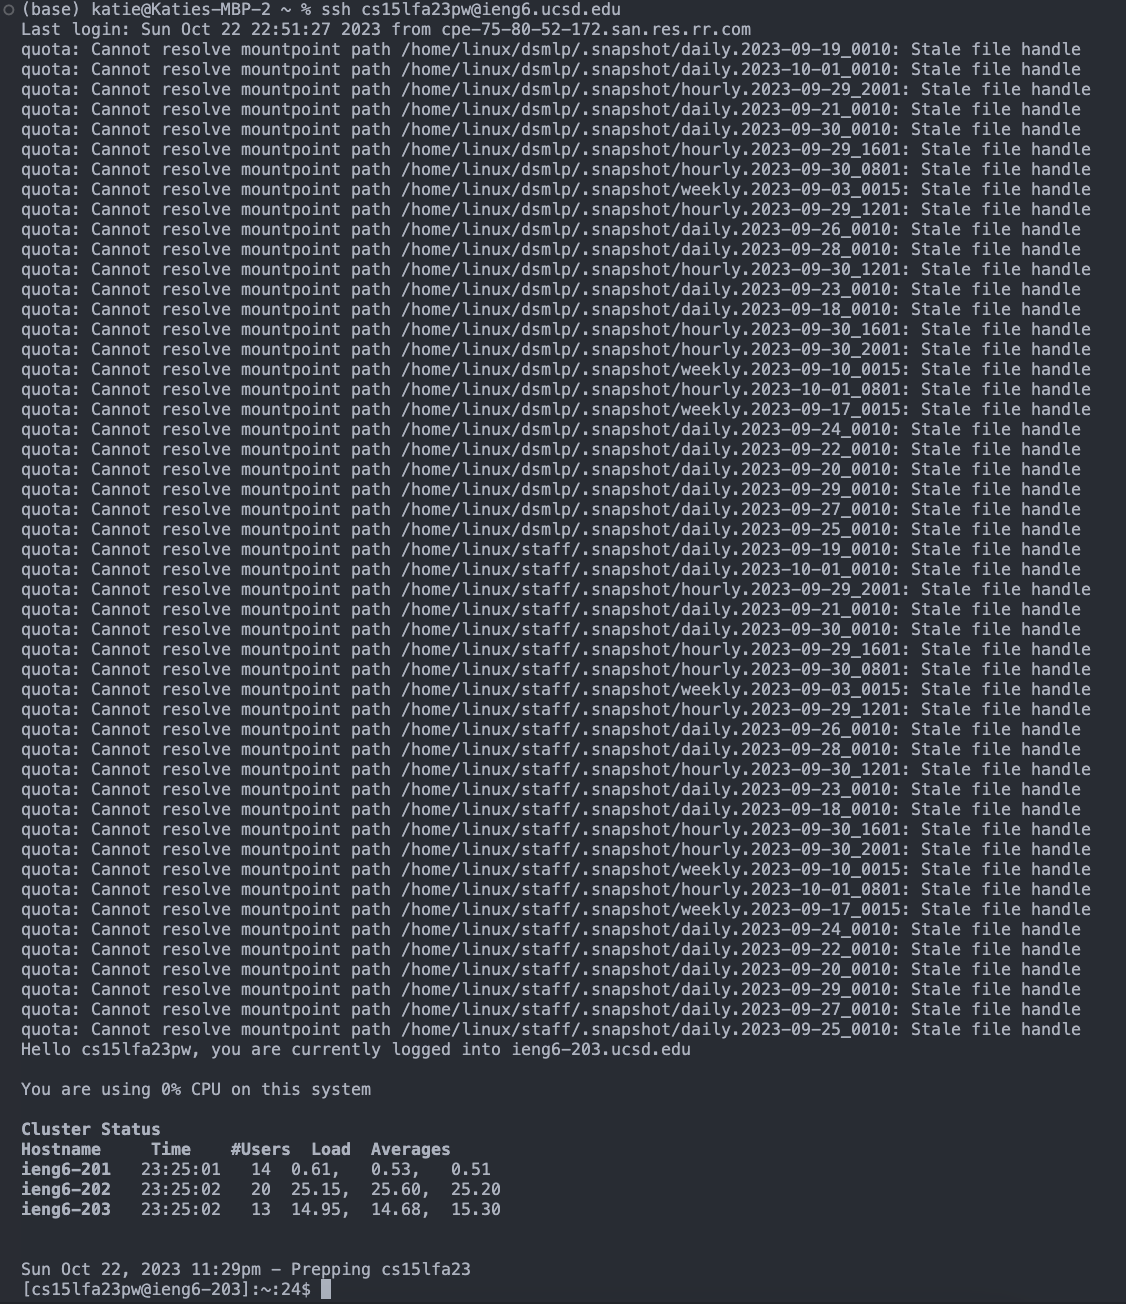 (base) katie@Katies-MBP-2 ~ % ssh cs15lfa23pw@ieng6.ucsd.edu
Last login: Sun Oct 22 22:51:27 2023 from cpe-75-80-52-172.san.res.rr.com
quota: Cannot resolve mountpoint path /home/linux/dsmlp/.snapshot/daily.2023-09-19_0010: Stale file handle
quota: Cannot resolve mountpoint path /home/linux/dsmlp/.snapshot/daily.2023-10-01_0010: Stale file handle
quota: Cannot resolve mountpoint path /home/linux/dsmlp/.snapshot/hourly.2023-09-29_2001: Stale file handle
quota: Cannot resolve mountpoint path /home/linux/dsmlp/.snapshot/daily.2023-09-21_0010: Stale file handle
quota: Cannot resolve mountpoint path /home/linux/dsmlp/.snapshot/daily.2023-09-30_0010: Stale file handle
quota: Cannot resolve mountpoint path /home/linux/dsmlp/.snapshot/hourly.2023-09-29_1601: Stale file handle
quota: Cannot resolve mountpoint path /home/linux/dsmlp/.snapshot/hourly.2023-09-30_0801: Stale file handle
quota: Cannot resolve mountpoint path /home/linux/dsmlp/.snapshot/weekly.2023-09-03_0015: Stale file handle
quota: Cannot resolve mountpoint path /home/linux/dsmlp/.snapshot/hourly.2023-09-29_1201: Stale file handle
quota: Cannot resolve mountpoint path /home/linux/dsmlp/.snapshot/daily.2023-09-26_0010: Stale file handle
quota: Cannot resolve mountpoint path /home/linux/dsmlp/.snapshot/daily.2023-09-28_0010: Stale file handle
quota: Cannot resolve mountpoint path /home/linux/dsmlp/.snapshot/hourly.2023-09-30_1201: Stale file handle
quota: Cannot resolve mountpoint path /home/linux/dsmlp/.snapshot/daily.2023-09-23_0010: Stale file handle
quota: Cannot resolve mountpoint path /home/linux/dsmlp/.snapshot/daily.2023-09-18_0010: Stale file handle
quota: Cannot resolve mountpoint path /home/linux/dsmlp/.snapshot/hourly.2023-09-30_1601: Stale file handle
quota: Cannot resolve mountpoint path /home/linux/dsmlp/.snapshot/hourly.2023-09-30_2001: Stale file handle
quota: Cannot resolve mountpoint path /home/linux/dsmlp/.snapshot/weekly.2023-09-10_0015: Stale file handle
quota: Cannot resolve mountpoint path /home/linux/dsmlp/.snapshot/hourly.2023-10-01_0801: Stale file handle
quota: Cannot resolve mountpoint path /home/linux/dsmlp/.snapshot/weekly.2023-09-17_0015: Stale file handle
quota: Cannot resolve mountpoint path /home/linux/dsmlp/.snapshot/daily.2023-09-24_0010: Stale file handle
quota: Cannot resolve mountpoint path /home/linux/dsmlp/.snapshot/daily.2023-09-22_0010: Stale file handle
quota: Cannot resolve mountpoint path /home/linux/dsmlp/.snapshot/daily.2023-09-20_0010: Stale file handle
quota: Cannot resolve mountpoint path /home/linux/dsmlp/.snapshot/daily.2023-09-29_0010: Stale file handle
quota: Cannot resolve mountpoint path /home/linux/dsmlp/.snapshot/daily.2023-09-27_0010: Stale file handle
quota: Cannot resolve mountpoint path /home/linux/dsmlp/.snapshot/daily.2023-09-25_0010: Stale file handle
quota: Cannot resolve mountpoint path /home/linux/staff/.snapshot/daily.2023-09-19_0010: Stale file handle
quota: Cannot resolve mountpoint path /home/linux/staff/.snapshot/daily.2023-10-01_0010: Stale file handle
quota: Cannot resolve mountpoint path /home/linux/staff/.snapshot/hourly.2023-09-29_2001: Stale file handle
quota: Cannot resolve mountpoint path /home/linux/staff/.snapshot/daily.2023-09-21_0010: Stale file handle
quota: Cannot resolve mountpoint path /home/linux/staff/.snapshot/daily.2023-09-30_0010: Stale file handle
quota: Cannot resolve mountpoint path /home/linux/staff/.snapshot/hourly.2023-09-29_1601: Stale file handle
quota: Cannot resolve mountpoint path /home/linux/staff/.snapshot/hourly.2023-09-30_0801: Stale file handle
quota: Cannot resolve mountpoint path /home/linux/staff/.snapshot/weekly.2023-09-03_0015: Stale file handle
quota: Cannot resolve mountpoint path /home/linux/staff/.snapshot/hourly.2023-09-29_1201: Stale file handle
quota: Cannot resolve mountpoint path /home/linux/staff/.snapshot/daily.2023-09-26_0010: Stale file handle
quota: Cannot resolve mountpoint path /home/linux/staff/.snapshot/daily.2023-09-28_0010: Stale file handle
quota: Cannot resolve mountpoint path /home/linux/staff/.snapshot/hourly.2023-09-30_1201: Stale file handle
quota: Cannot resolve mountpoint path /home/linux/staff/.snapshot/daily.2023-09-23_0010: Stale file handle
quota: Cannot resolve mountpoint path /home/linux/staff/.snapshot/daily.2023-09-18_0010: Stale file handle
quota: Cannot resolve mountpoint path /home/linux/staff/.snapshot/hourly.2023-09-30_1601: Stale file handle
quota: Cannot resolve mountpoint path /home/linux/staff/.snapshot/hourly.2023-09-30_2001: Stale file handle
quota: Cannot resolve mountpoint path /home/linux/staff/.snapshot/weekly.2023-09-10_0015: Stale file handle
quota: Cannot resolve mountpoint path /home/linux/staff/.snapshot/hourly.2023-10-01_0801: Stale file handle
quota: Cannot resolve mountpoint path /home/linux/staff/.snapshot/weekly.2023-09-17_0015: Stale file handle
quota: Cannot resolve mountpoint path /home/linux/staff/.snapshot/daily.2023-09-24_0010: Stale file handle
quota: Cannot resolve mountpoint path /home/linux/staff/.snapshot/daily.2023-09-22_0010: Stale file handle
quota: Cannot resolve mountpoint path /home/linux/staff/.snapshot/daily.2023-09-20_0010: Stale file handle
quota: Cannot resolve mountpoint path /home/linux/staff/.snapshot/daily.2023-09-29_0010: Stale file handle
quota: Cannot resolve mountpoint path /home/linux/staff/.snapshot/daily.2023-09-27_0010: Stale file handle
quota: Cannot resolve mountpoint path /home/linux/staff/.snapshot/daily.2023-09-25_0010: Stale file handle
Hello cs15lfa23pw, you are currently logged into ieng6-203.ucsd.edu
You are using 0% CPU on this system
Cluster Status
Hostname     Time    #Users  Load  Averages
ieng6-201   23:25:01   14  0.61,   0.53,   0.51
ieng6-202   23:25:02   20  25.15,  25.60,  25.20
ieng6-203   23:25:02   13  14.95,  14.68,  15.30
Sun Oct 22, 2023 11:29pm - Prepping cs15lfa23
[cs15lfa23pw@ieng6-203]:~:24$